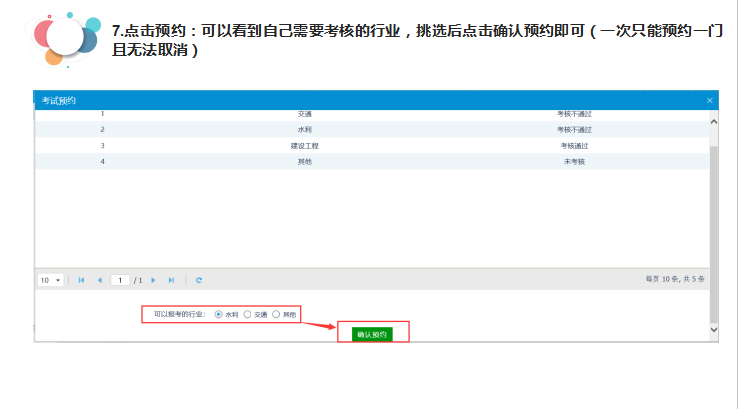 7.点击预约：可以看到自己需要考核的行业，挑选后点击确认预约即可（一次只能预约一门
且无法取消）
考试预约 ×
1 交通 考核不通过
2 水利 考核不通过
3 建设工程 考核通过
4 其他 未考核
10 1 / 1 每页 10 条, 共 5 条
可以报考的行业： 水利 交通 其他
确认预约